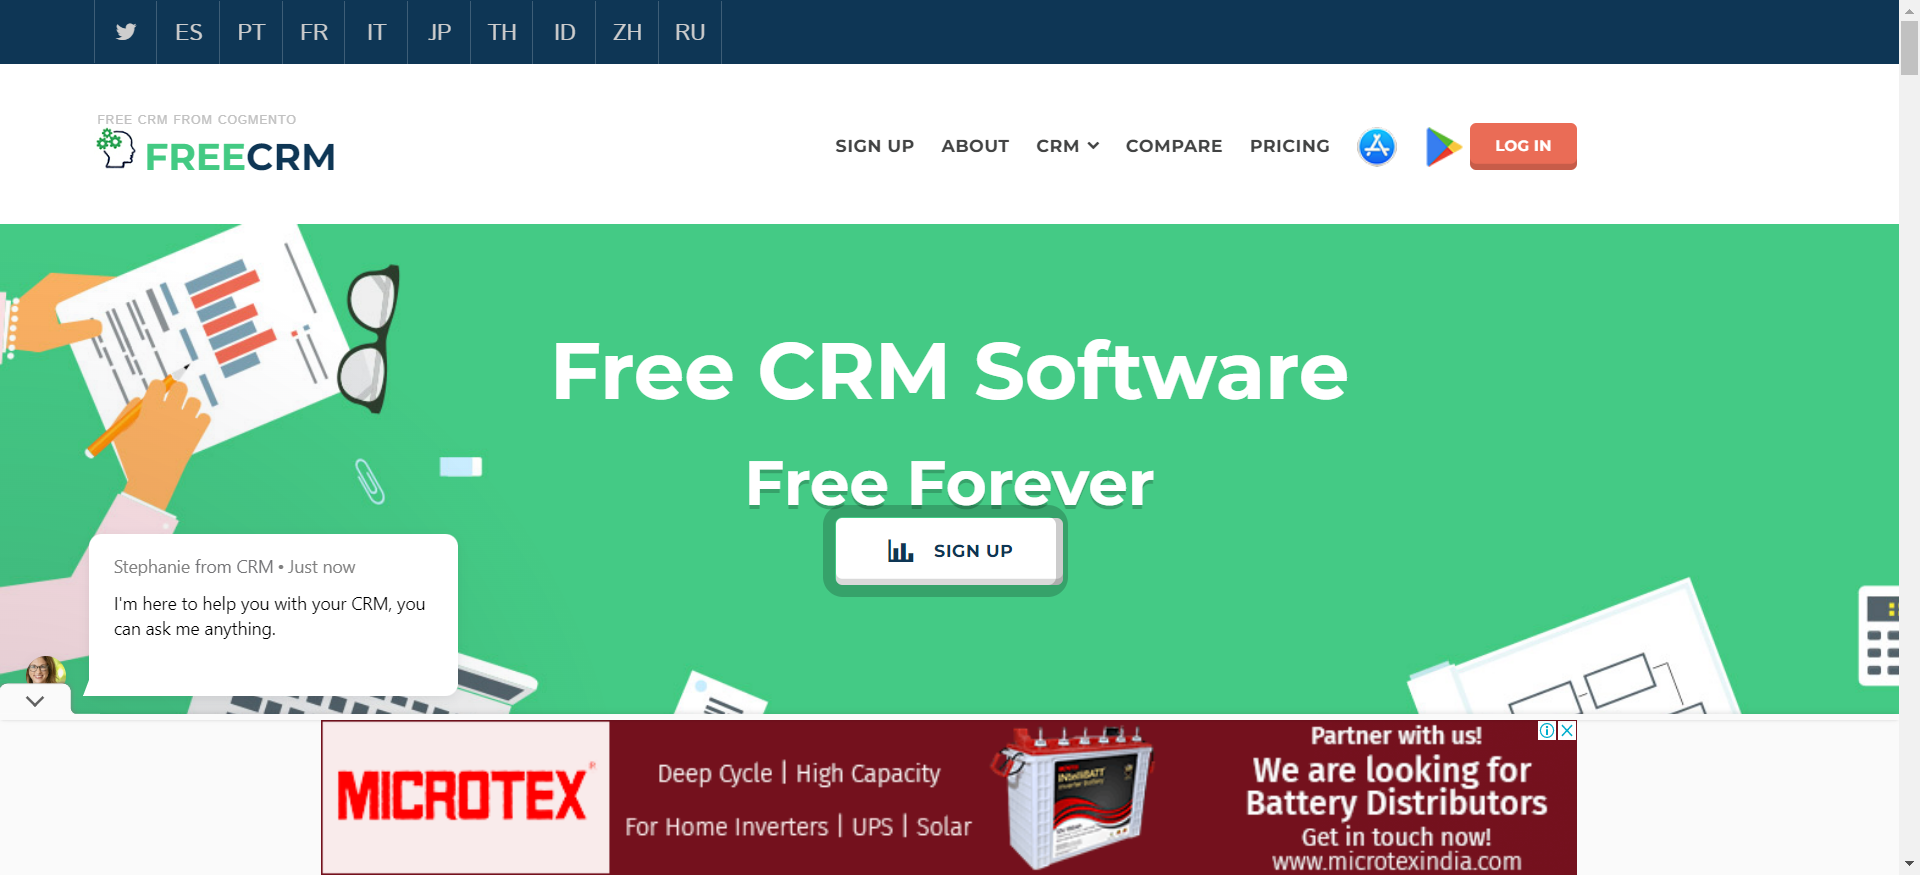 ES PT FR IT JP TH ID ZH RU
FREE CRM FROM COGMENTO
FREECRM
SIGN UP ABOUT CRM COMPARE PRICING LOG IN
Free CRM Software
Free Forever
SIGN UP
Stephanie from CRM • Just now
I'm here to help you with your CRM, you
can ask me anything.
MICROTEX®
Deep Cycle | High Capacity
For Home Inverters | UPS | Solar
INtelliBATT
Inverter Battery
Partner with us!
We are looking for
Battery Distributors
Get in touch now!
www.microtexindia.com